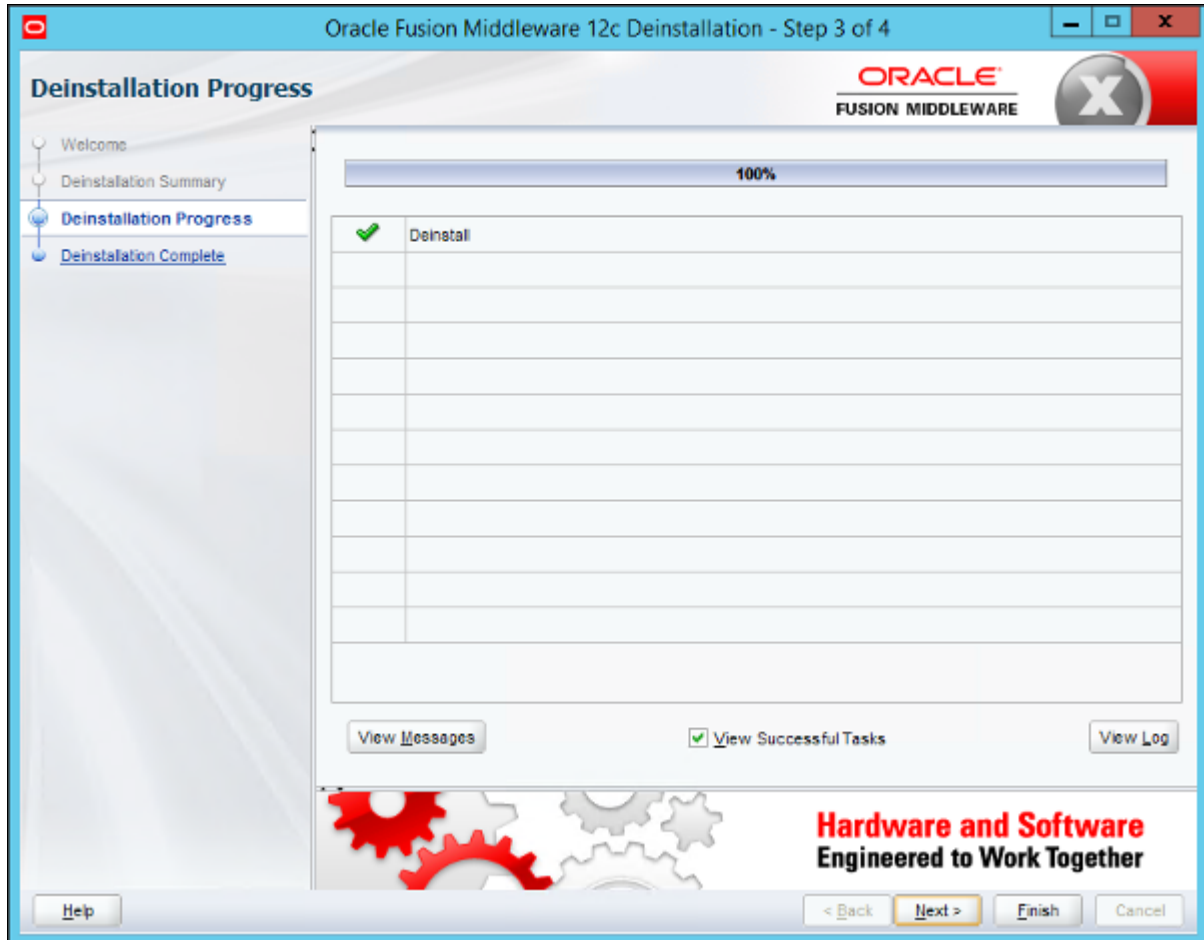 Oracle Fusion Middleware 12c Deinstallation - Step 3 of 4
Deinstallation Progress
ORACLE
FUSION MIDDLEWARE
Welcome
Deinstallation Summary
Deinstallation Progress
Deinstallation Complete
100%
Deinstall
View Messages
View Successful Tasks
View Log
Hardware and Software
Engineered to Work Together
Help
< Back
Next >
Finish
Cancel